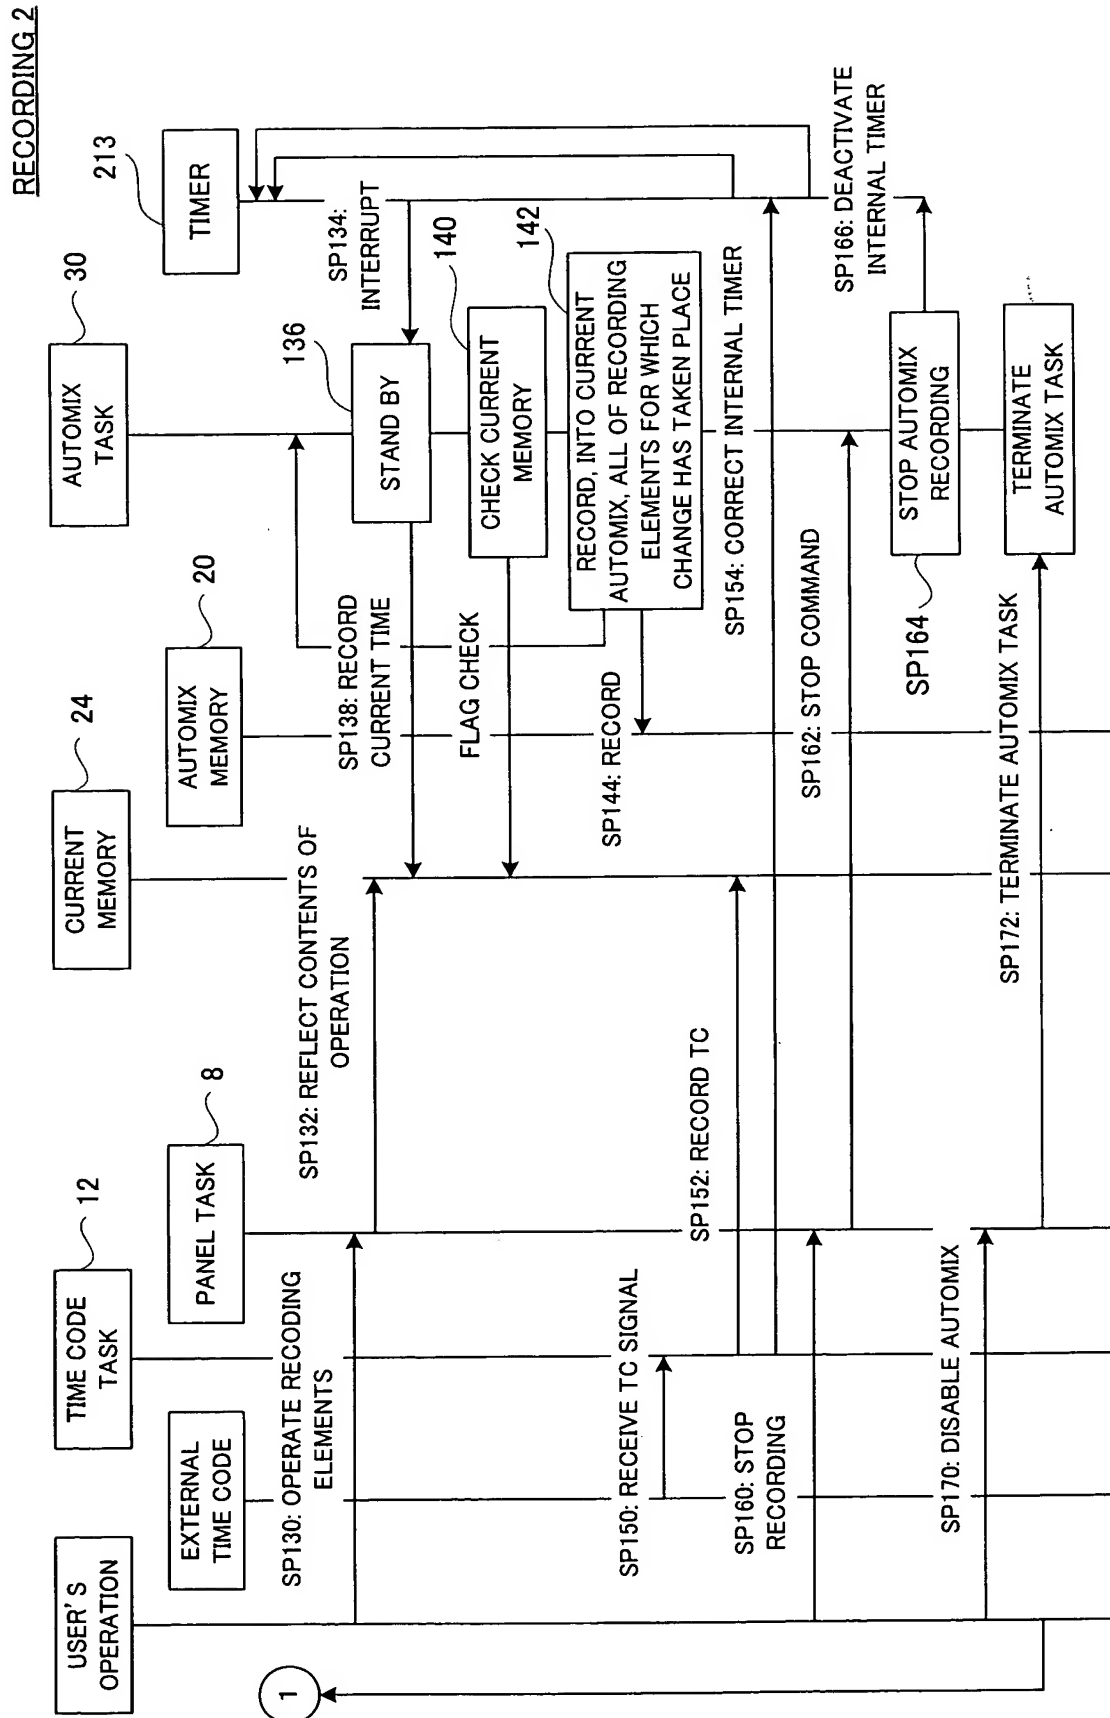 RECORDING 2
USER'S
OPERATION
EXTERNAL
TIME CODE
TIME CODE
TASK
12
PANEL TASK
8
CURRENT
MEMORY
24
AUTOMIX
MEMORY
20
AUTOMIX
TASK
30
TIMER
213
1
SP130: OPERATE RECODING
ELEMENTS
SP132: REFLECT CONTENTS OF
OPERATION
SP134:
INTERRUPT
136
STAND BY
SP138: RECORD
CURRENT TIME
140
CHECK CURRENT
MEMORY
FLAG CHECK
142
RECORD, INTO CURRENT
AUTOMIX, ALL OF RECORDING
ELEMENTS FOR WHICH
CHANGE HAS TAKEN PLACE
SP144: RECORD
SP150: RECEIVE TC SIGNAL
SP152: RECORD TC
SP154: CORRECT INTERNAL TIMER
SP160: STOP
RECORDING
SP162: STOP COMMAND
STOP AUTOMIX
RECORDING
SP164
SP166: DEACTIVATE
INTERNAL TIMER
SP170: DISABLE AUTOMIX
SP172: TERMINATE AUTOMIX TASK
TERMINATE
AUTOMIX TASK